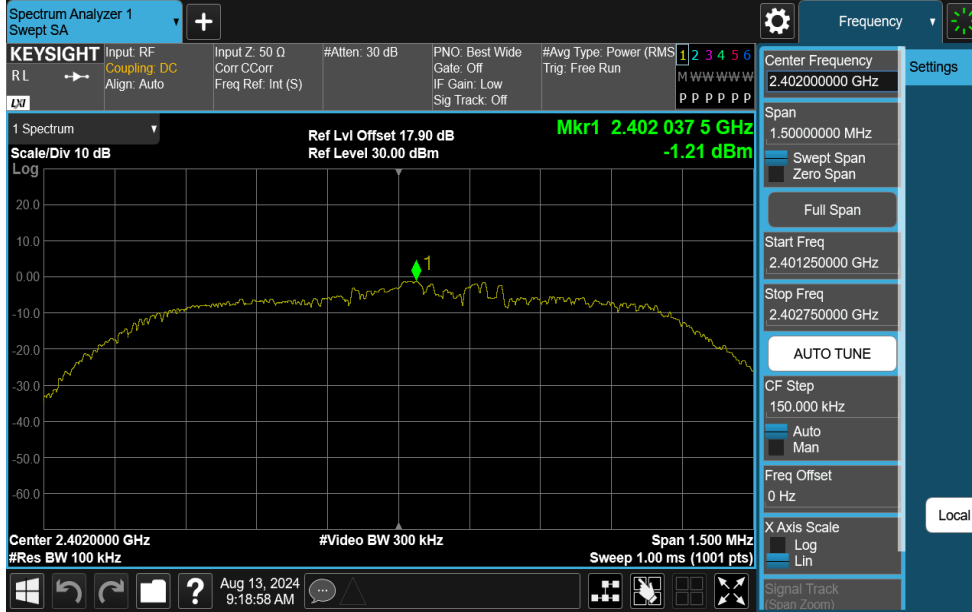 Spectrum Analyzer 1
Swept SA
+
Frequency
KEYSIGHT
R L
LXI
Input: RF
Coupling: DC
Align: Auto
Input Z: 50 Ω
Corr CCorr
Freq Ref: Int (S)
#Atten: 30 dB
PNO: Best Wide
Gate: Off
IF Gain: Low
Sig Track: Off
#Avg Type: Power (RMS
Trig: Free Run
1 2 3 4 5 6
M W W W W W
P P P P P P
1 Spectrum
Scale/Div 10 dB
Log
Ref Lvl Offset 17.90 dB
Ref Level 30.00 dBm
Mkr1 2.402 037 5 GHz
-1.21 dBm
20.0
10.0
0.00
-10.0
-20.0
-30.0
-40.0
-50.0
-60.0
1
Center 2.4020000 GHz
#Res BW 100 kHz
#Video BW 300 kHz
Span 1.500 MHz
Sweep 1.00 ms (1001 pts)
?
Aug 13, 2024
9:18:58 AM
Center Frequency
2.402000000 GHz
Span
1.50000000 MHz
Swept Span
Zero Span
Full Span
Start Freq
2.401250000 GHz
Stop Freq
2.402750000 GHz
AUTO TUNE
CF Step
150.000 kHz
Auto
Man
Freq Offset
0 Hz
X Axis Scale
Log
Lin
Signal Track
(Span Zoom)
Settings
Local